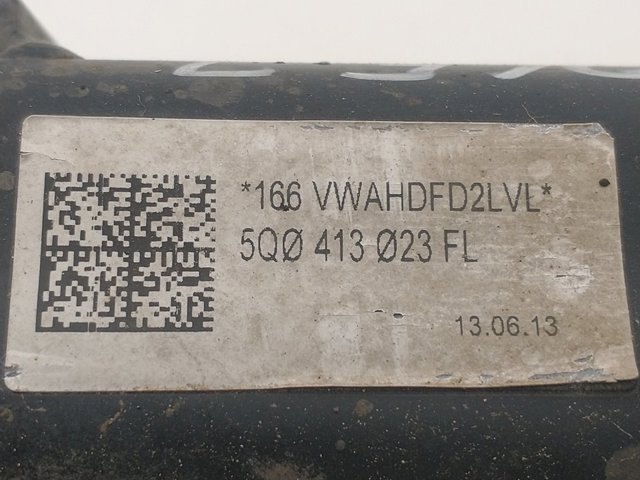 *166 VWAHDFD2LVL*
5QØ 413 Ø23 FL
13.06.13